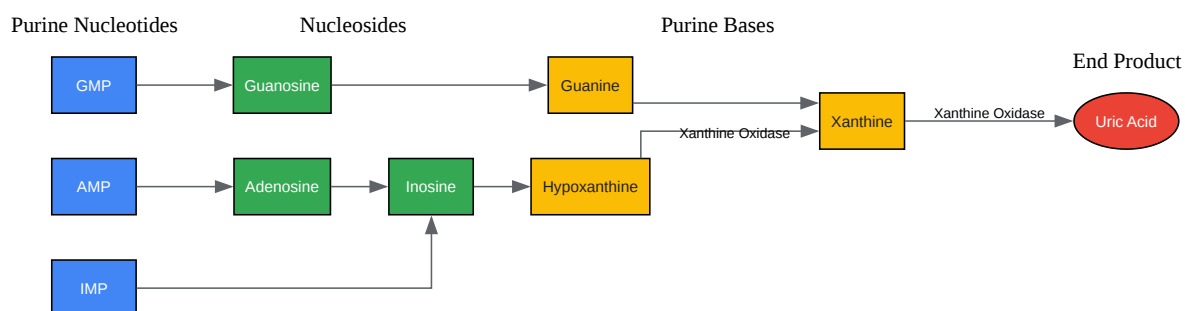 Purine Nucleotides
Nucleosides
Purine Bases
End Product
GMP
Guanosine
Guanine
Xanthine
Xanthine Oxidase
Uric Acid
Xanthine Oxidase
AMP
Adenosine
Inosine
Hypoxanthine
IMP